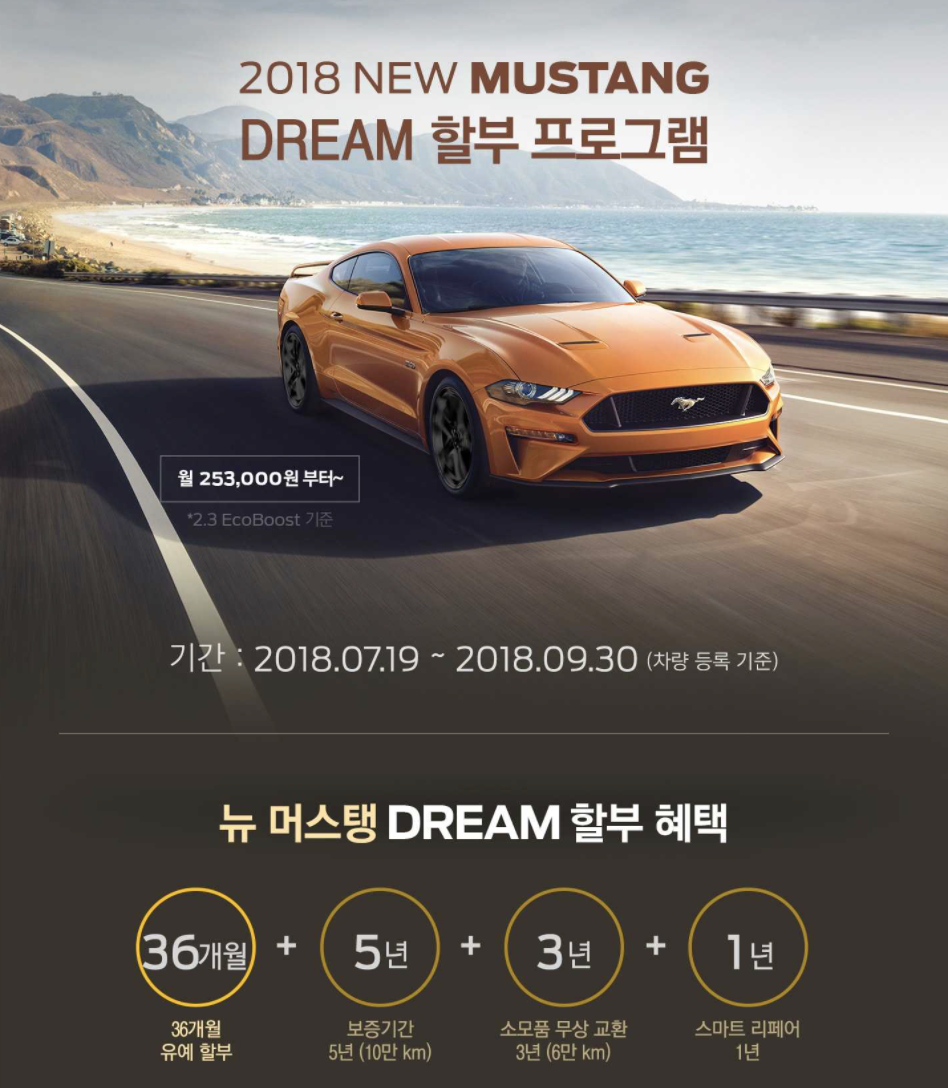 2018 NEW MUSTANG
DREAM 할부 프로그램
월 253,000원 부터~
*2.3 EcoBoost 기준
기간 : 2018.07.19 ~ 2018.09.30 (차량 등록 기준)
뉴 머스탱 DREAM 할부 혜택
36개월 + 5년 + 3년 + 1년
36개월 보증기간 소모품 무상 교환 스마트 리페어
유예 할부 5년 (10만 km) 3년 (6만 km) 1년